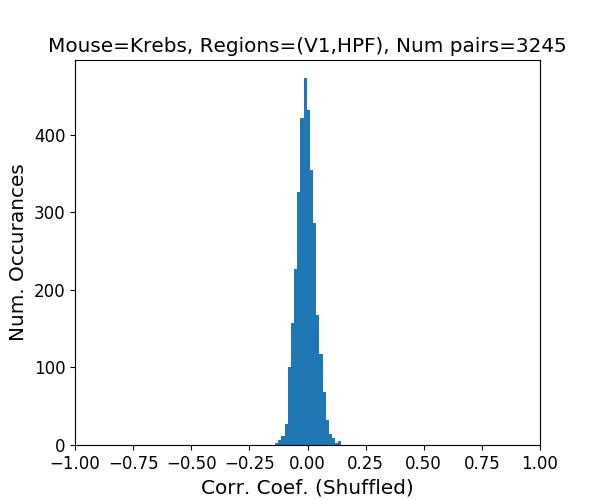 Mouse=Krebs, Regions=(V1,HPF), Num pairs=3245
Num. Occurances
400
300
200
100
0
−1.00 −0.75 −0.50 −0.25 0.00 0.25 0.50 0.75 1.00
Corr. Coef. (Shuffled)